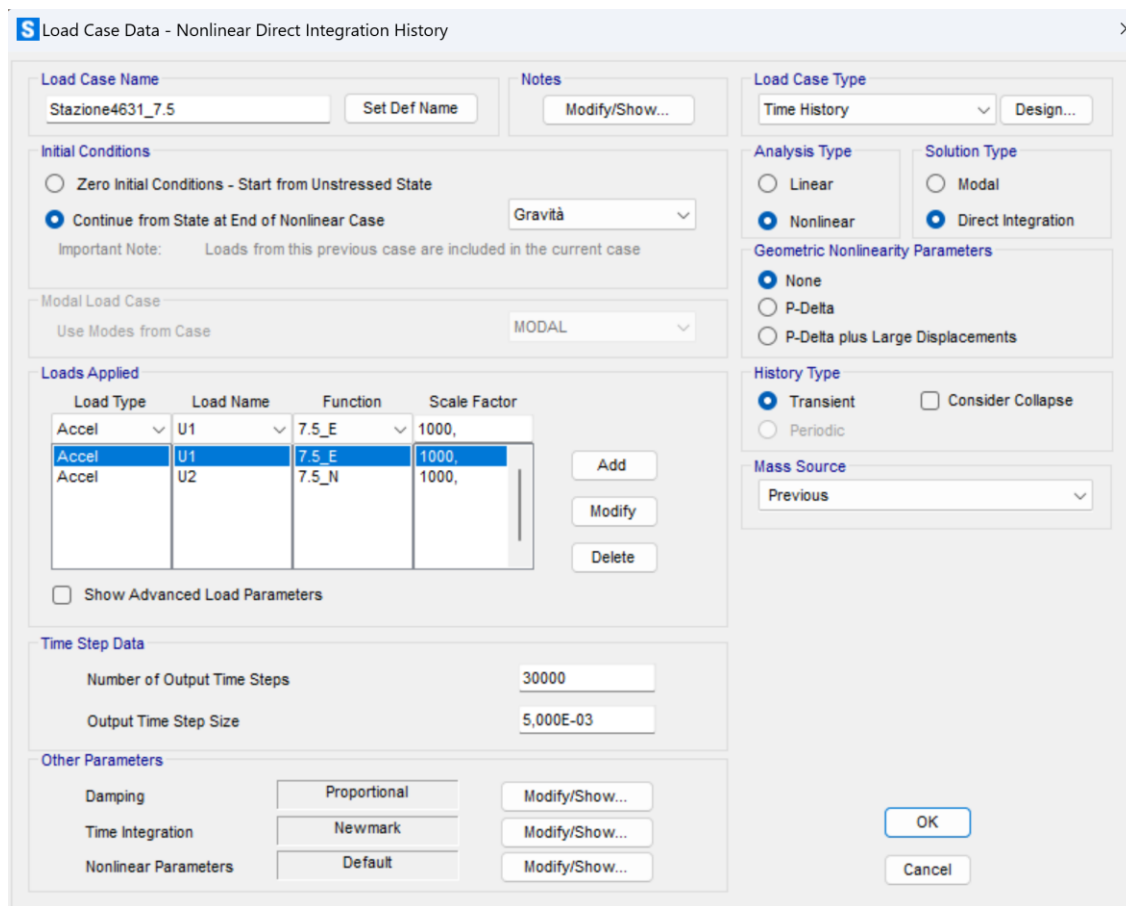 S Load Case Data - Nonlinear Direct Integration History
Load Case Name
Stazione4631_7.5
Set Def Name
Notes
Modify/Show...
Load Case Type
Time History
Design...
Initial Conditions
Zero Initial Conditions - Start from Unstressed State
Continue from State at End of Nonlinear Case
Gravità
Important Note: Loads from this previous case are included in the current case
Analysis Type
Linear
Nonlinear
Solution Type
Modal
Direct Integration
Geometric Nonlinearity Parameters
None
P-Delta
P-Delta plus Large Displacements
Modal Load Case
Use Modes from Case
MODAL
Loads Applied
Load Type Load Name Function Scale Factor
Accel U1 7.5_E 1000,
Accel U1 7.5_E 1000,
Accel U2 7.5_N 1000,
Add
Modify
Delete
Show Advanced Load Parameters
History Type
Transient
Consider Collapse
Periodic
Mass Source
Previous
Time Step Data
Number of Output Time Steps 30000
Output Time Step Size 5,000E-03
Other Parameters
Damping Proportional Modify/Show...
Time Integration Newmark Modify/Show...
Nonlinear Parameters Default Modify/Show...
OK
Cancel